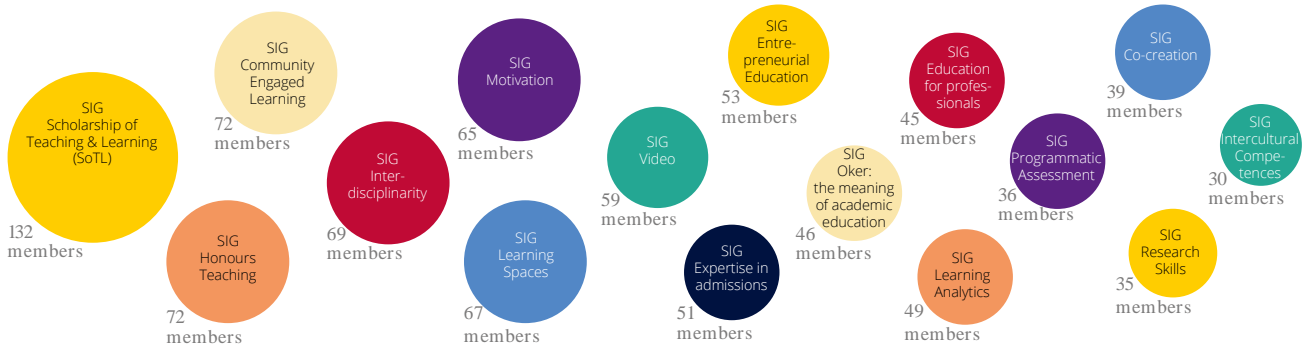 SIG
Scholarship of
Teaching & Learning
(SoTL)
132
members
SIG
Community
Engaged
Learning
72
members
SIG
Honours
Teaching
72
members
SIG
Inter-
disciplinarity
69
members
SIG
Motivation
65
members
SIG
Learning
Spaces
67
members
SIG
Video
59
members
SIG
Entre-
preneurial
Education
53
members
SIG
Expertise in
admissions
51
members
SIG
Oker:
the meaning
of academic
education
46
members
SIG
Education
for profes-
sionals
45
members
SIG
Learning
Analytics
49
members
SIG
Programmatic
Assessment
36
members
SIG
Co-creation
39
members
SIG
Research
Skills
35
members
SIG
Intercultural
Compe-
tences
30
members